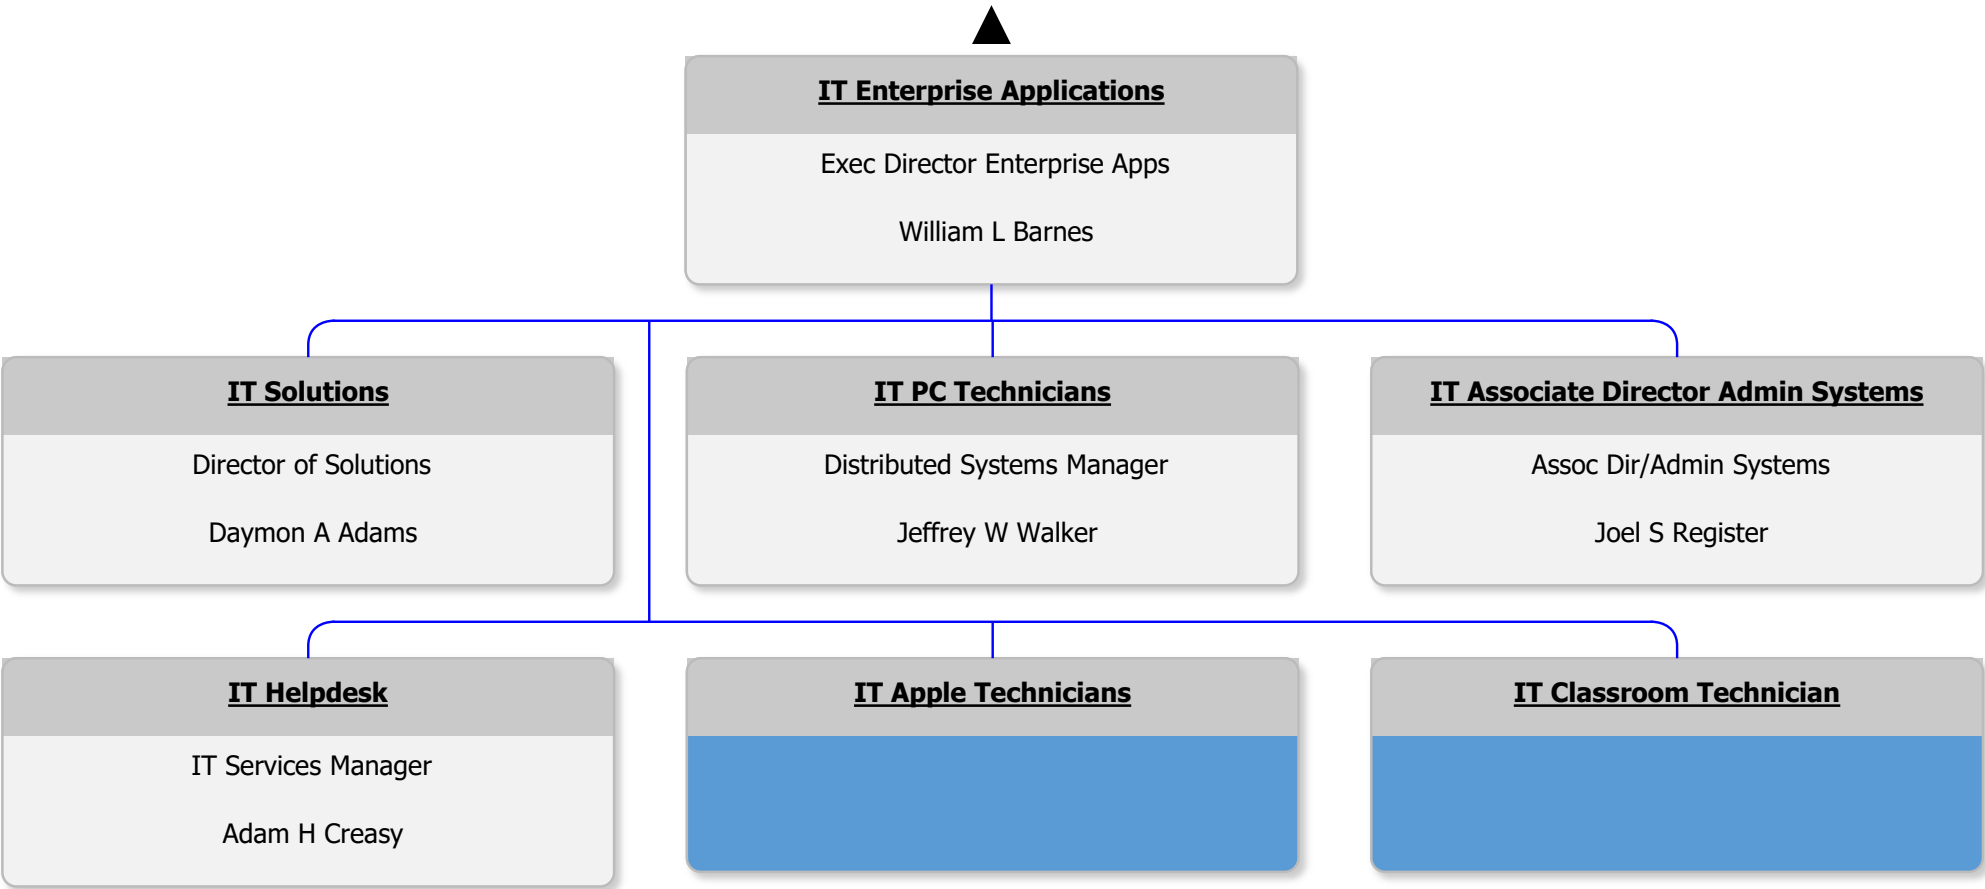 IT Enterprise Applications
Exec Director Enterprise Apps
William L Barnes
IT Solutions
Director of Solutions
Daymon A Adams
IT PC Technicians
Distributed Systems Manager
Jeffrey W Walker
IT Associate Director Admin Systems
Assoc Dir/Admin Systems
Joel S Register
IT Helpdesk
IT Services Manager
Adam H Creasy
IT Apple Technicians
IT Classroom Technician